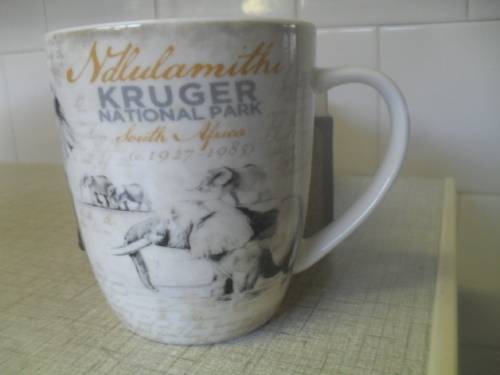 Ndlulamithi
KRUGER
NATIONAL PARK
South Africa
(c.1927-1985)